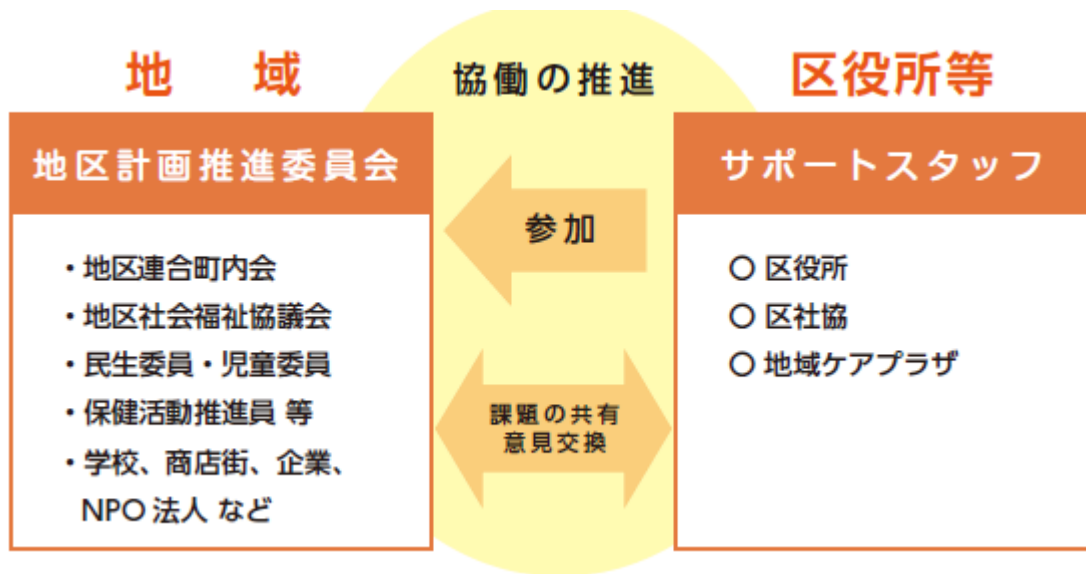 地 域
協働の推進
区役所等
地区計画推進委員会
・地区連合町内会
・地区社会福祉協議会
・民生委員・児童委員
・保健活動推進員 等
・学校、商店街、企業、
NPO 法人 など
参加
課題の共有
意見交換
サポートスタッフ
〇 区役所
〇 区社協
〇 地域ケアプラザ